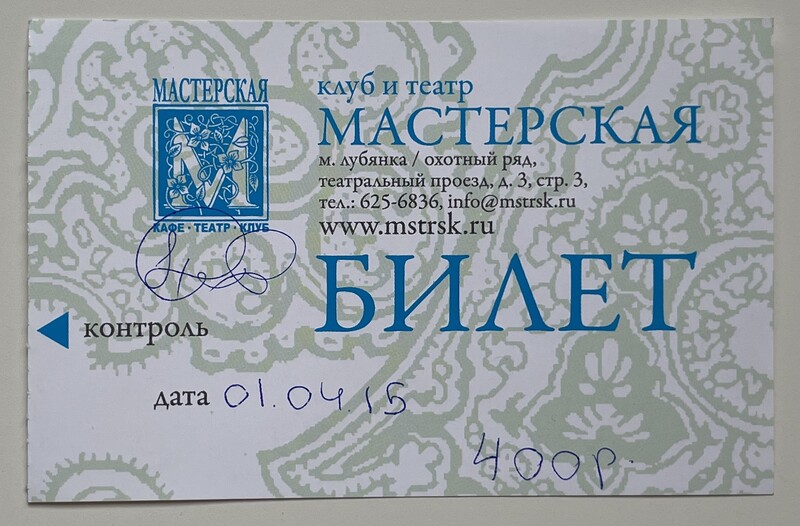 МАСТЕРСКАЯ
М
КАФЕ · ТЕАТР · КЛУБ
клуб и театр
МАСТЕРСКАЯ
м. лубянка / охотный ряд,
театральный проезд, д. 3, стр. 3,
тел.: 625-6836, info@mstrsk.ru
www.mstrsk.ru
БИЛЕТ
контроль
дата 01.04.15
400р.